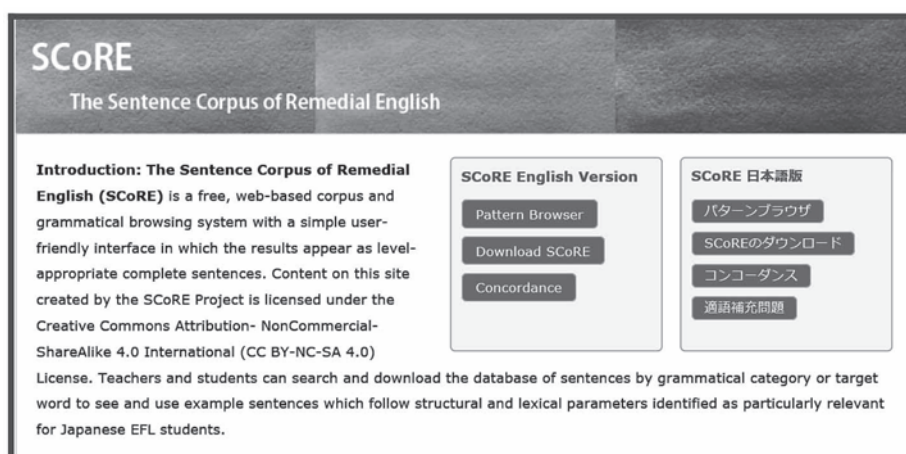 SCoRE
The Sentence Corpus of Remedial English
Introduction: The Sentence Corpus of Remedial
English (SCoRE) is a free, web-based corpus and
grammatical browsing system with a simple user-
friendly interface in which the results appear as level-
appropriate complete sentences. Content on this site
created by the SCoRE Project is licensed under the
Creative Commons Attribution- NonCommercial-
ShareAlike 4.0 International (CC BY-NC-SA 4.0)
License. Teachers and students can search and download the database of sentences by grammatical category or target
word to see and use example sentences which follow structural and lexical parameters identified as particularly relevant
for Japanese EFL students.
SCoRE English Version
Pattern Browser
Download SCoRE
Concordance
SCoRE 日本語版
パターンブラウザ
SCoREのダウンロード
コンコーダンス
適語補充問題